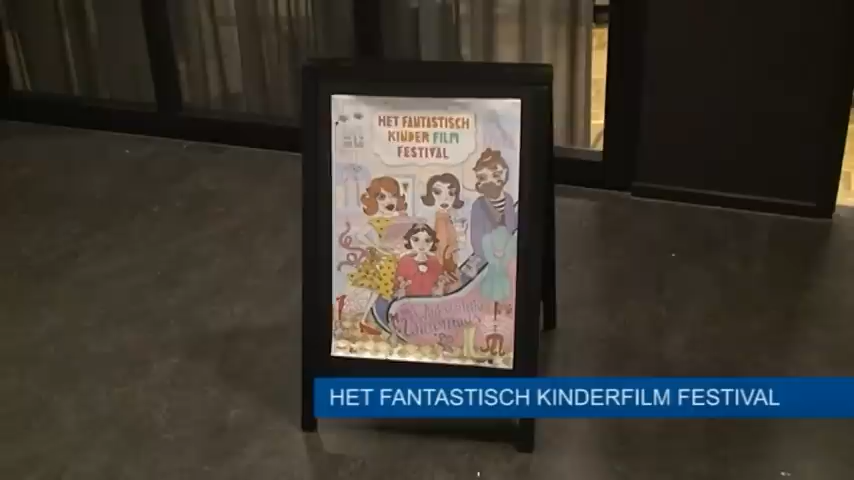 HET FANTASTISCH
KINDER FILM
FESTIVAL
HET FANTASTISCH KINDERFILM FESTIVAL